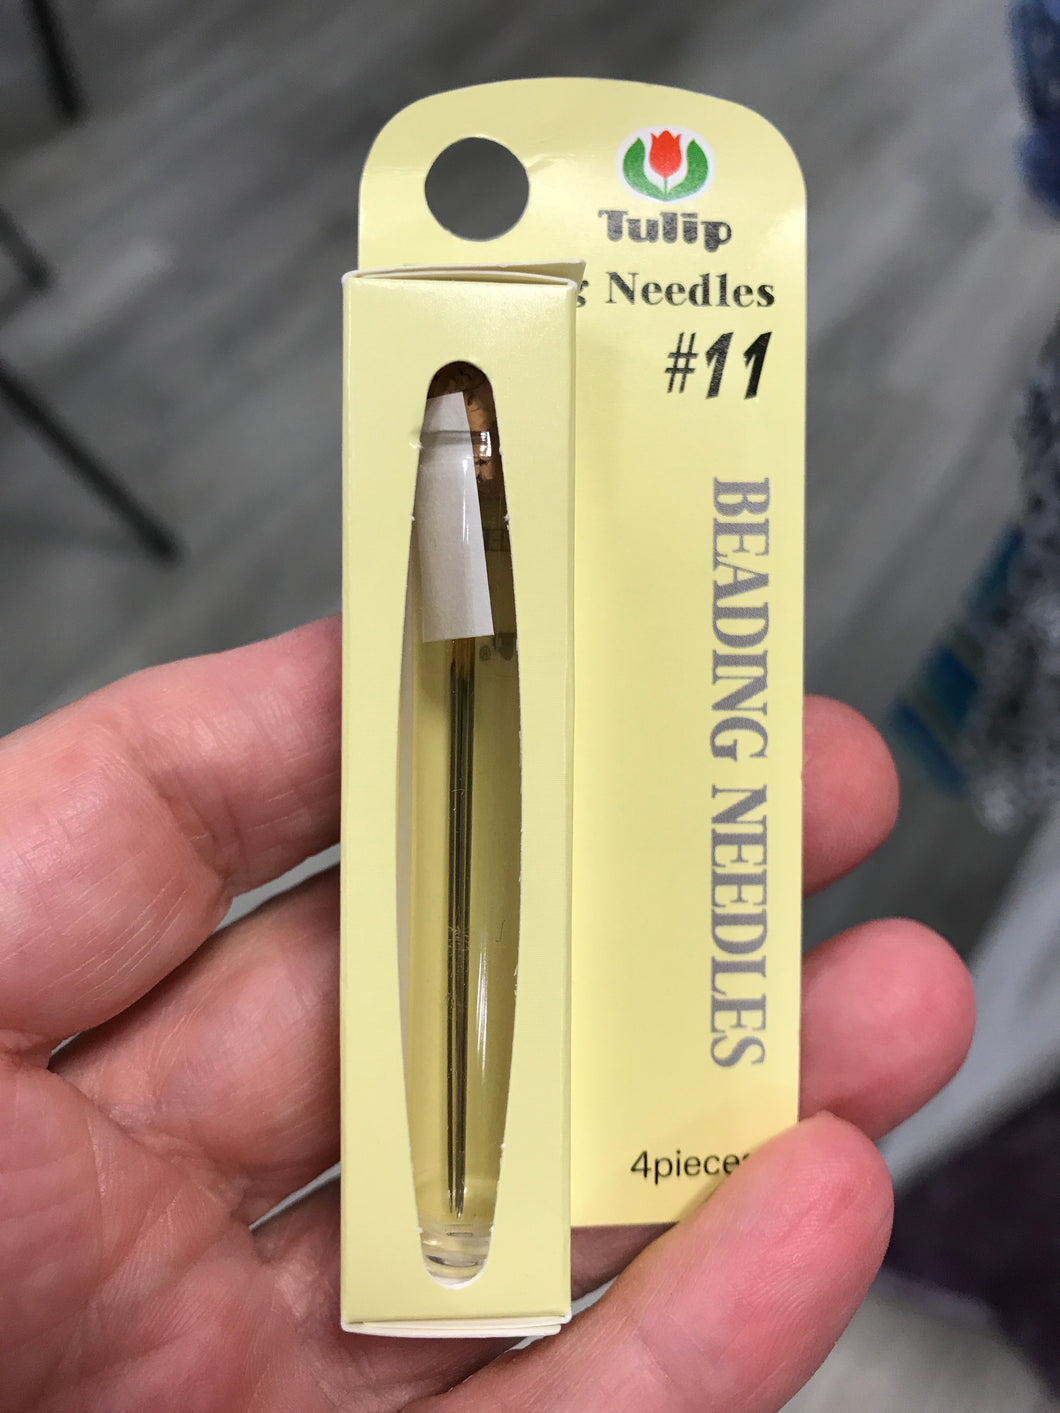 Tulip
g Needles
#11
BEADING NEEDLES
4pieces